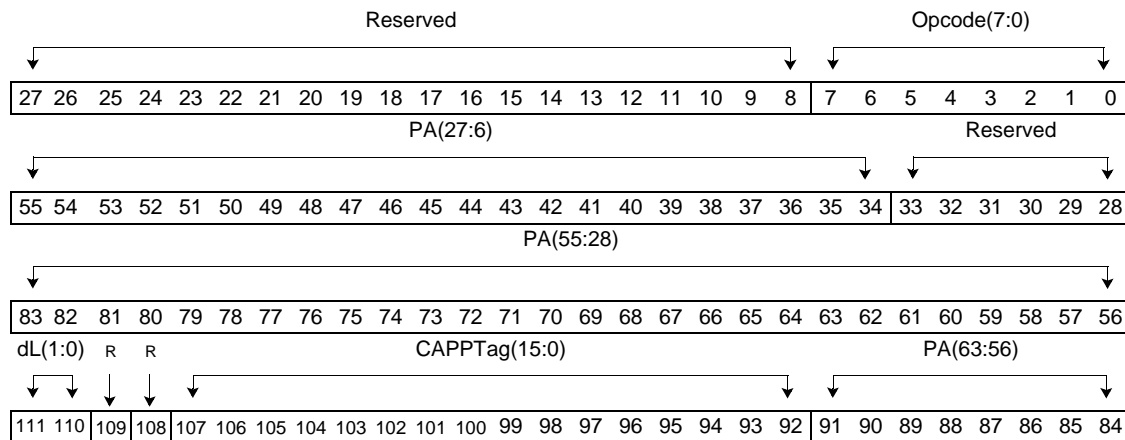 Reserved Opcode(7:0)
27 26 25 24 23 22 21 20 19 18 17 16 15 14 13 12 11 10 9 8 7 6 5 4 3 2 1 0
PA(27:6) Reserved
55 54 53 52 51 50 49 48 47 46 45 44 43 42 41 40 39 38 37 36 35 34 33 32 31 30 29 28
PA(55:28)
83 82 81 80 79 78 77 76 75 74 73 72 71 70 69 68 67 66 65 64 63 62 61 60 59 58 57 56
dL(1:0) R R CAPPTag(15:0) PA(63:56)
111 110 109 108 107 106 105 104 103 102 101 100 99 98 97 96 95 94 93 92 91 90 89 88 87 86 85 84